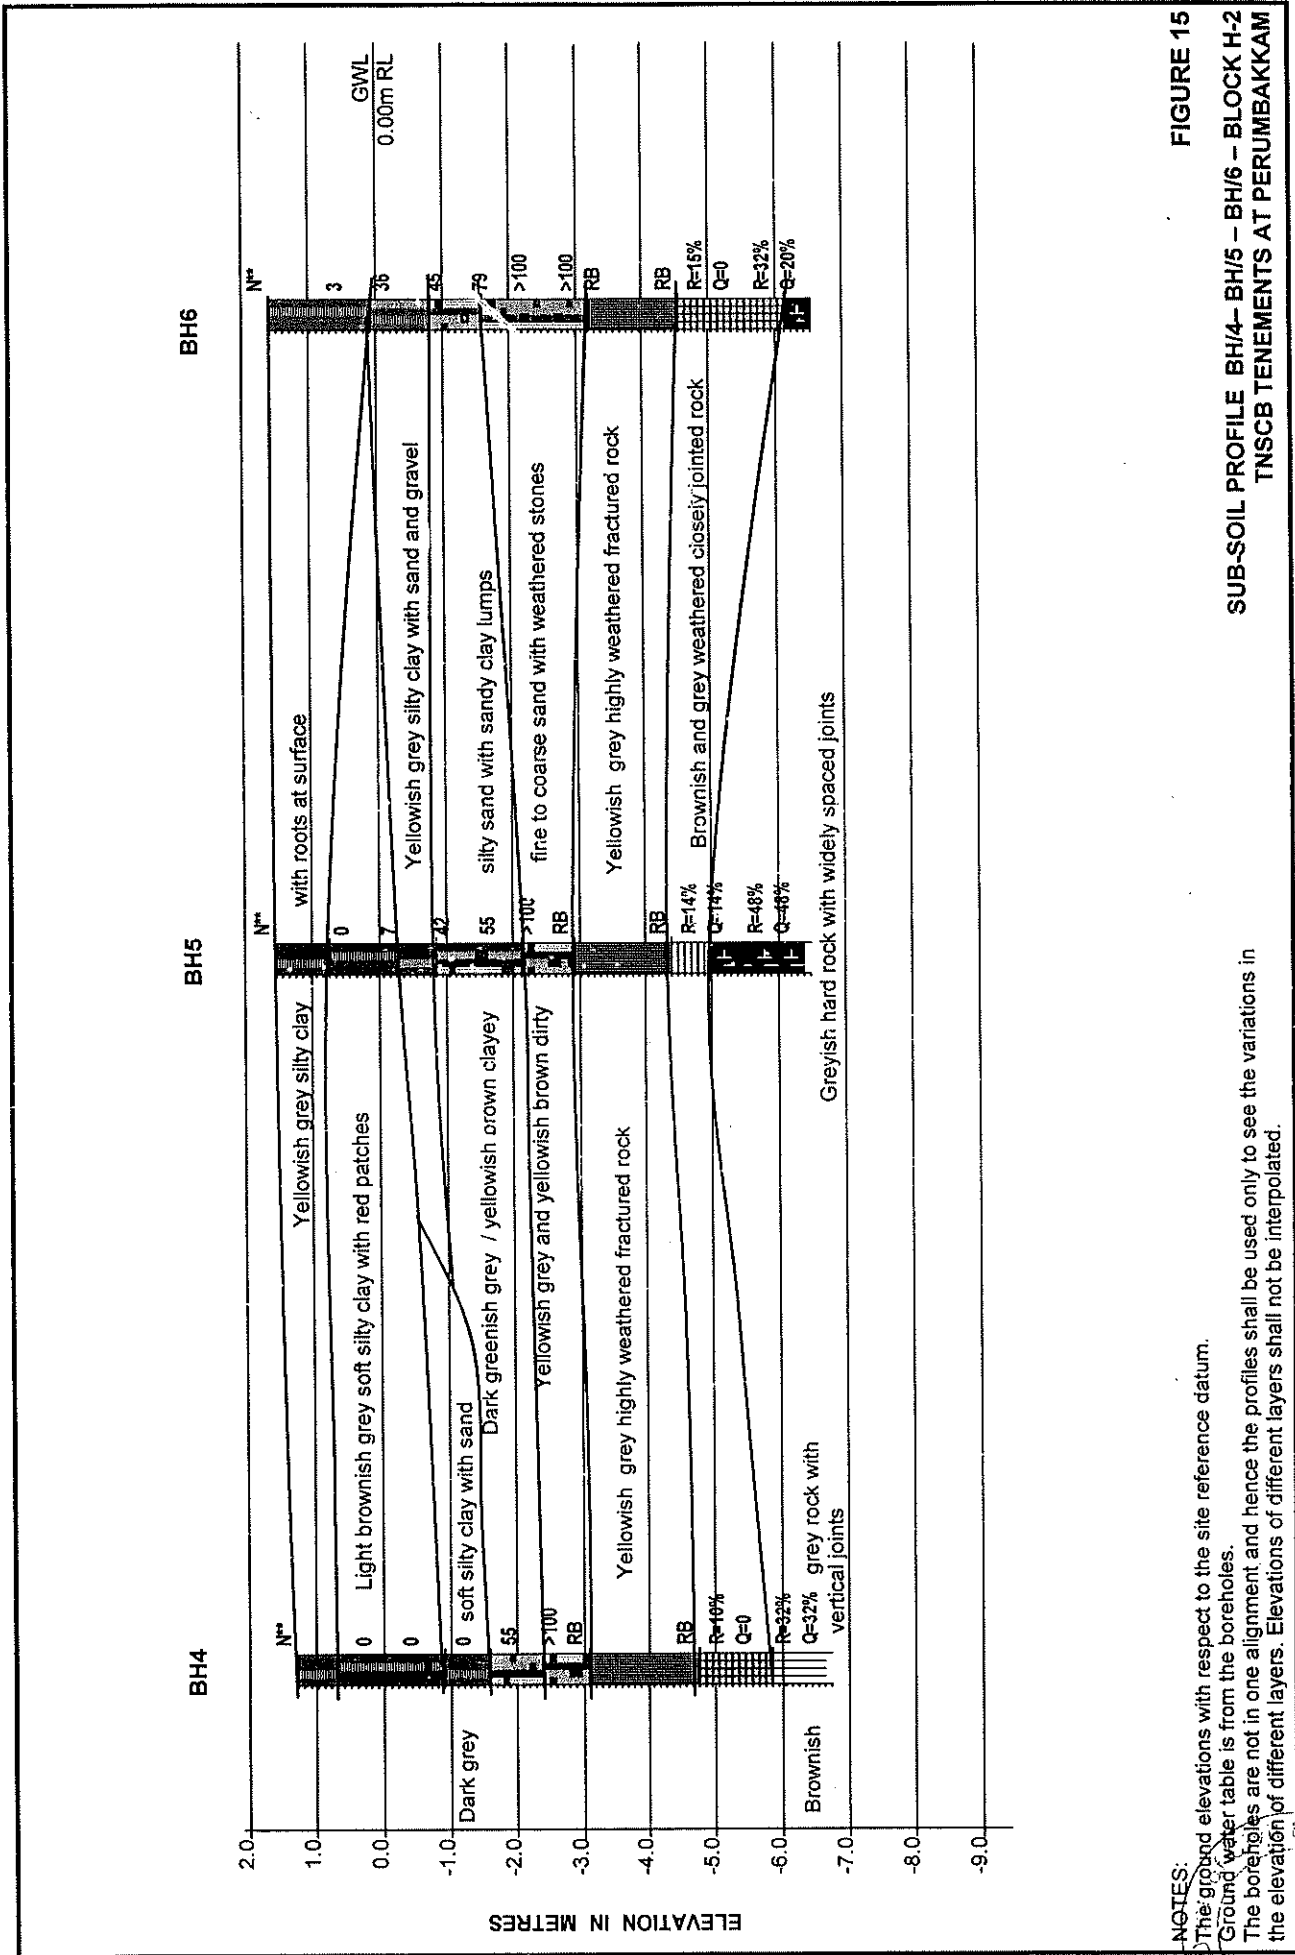 BH4
BH5
BH6
2.0
1.0
0.0
-1.0
-2.0
-3.0
-4.0
-5.0
-6.0
-7.0
-8.0
-9.0
ELEVATION IN METRES
GWL
0.00m RL
N**
0
0
0
55
>100
RB
RB
R=10%
Q=0
R=32%
Q=32%
N**
0
7
42
55
>100
RB
RB
R=14%
Q=14%
R=48%
Q=48%
N**
3
36
45
79
>100
>100
RB
RB
R=15%
Q=0
R=32%
Q=20%
Yellowish grey silty clay
with roots at surface
Light brownish grey soft silty clay with red patches
Yellowish grey silty clay with sand and gravel
Dark grey
soft silty clay with sand
Dark greenish grey / yellowish brown clayey
silty sand with sandy clay lumps
Yellowish grey and yellowish brown dirty
fine to coarse sand with weathered stones
Yellowish grey highly weathered fractured rock
Yellowish grey highly weathered fractured rock
Brownish and grey weathered closely jointed rock
Brownish
grey rock with
vertical joints
Greyish hard rock with widely spaced joints
NOTES:
The ground elevations with respect to the site reference datum.
Ground water table is from the boreholes.
The boreholes are not in one alignment and hence the profiles shall be used only to see the variations in
the elevation of different layers. Elevations of different layers shall not be interpolated.
FIGURE 15
SUB-SOIL PROFILE BH/4– BH/5 – BH/6 – BLOCK H-2
TNSCB TENEMENTS AT PERUMBAKKAM